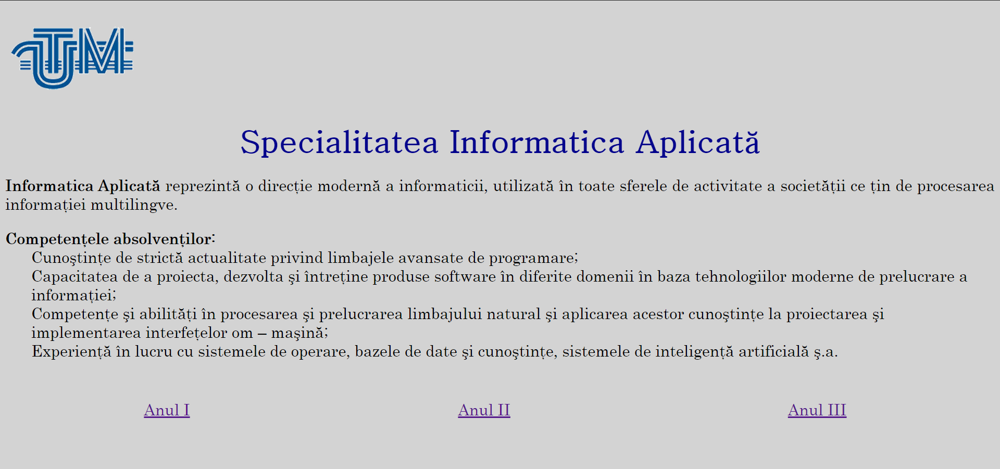 UTM
Specialitatea Informatica Aplicată
Informatica Aplicată reprezintă o direcție modernă a informaticii, utilizată în toate sferele de activitate a societății ce țin de procesarea
informației multilingve.
Competențele absolvenților:
Cunoştințe de strictă actualitate privind limbajele avansate de programare;
Capacitatea de a proiecta, dezvolta şi întreține produse software în diferite domenii în baza tehnologiilor moderne de prelucrare a
informației;
Competențe şi abilități în procesarea şi prelucrarea limbajului natural şi aplicarea acestor cunoştințe la proiectarea şi
implementarea interfețelor om – maşină;
Experiență în lucru cu sistemele de operare, bazele de date şi cunoştințe, sistemele de inteligență artificială ş.a.
Anul I Anul II Anul III